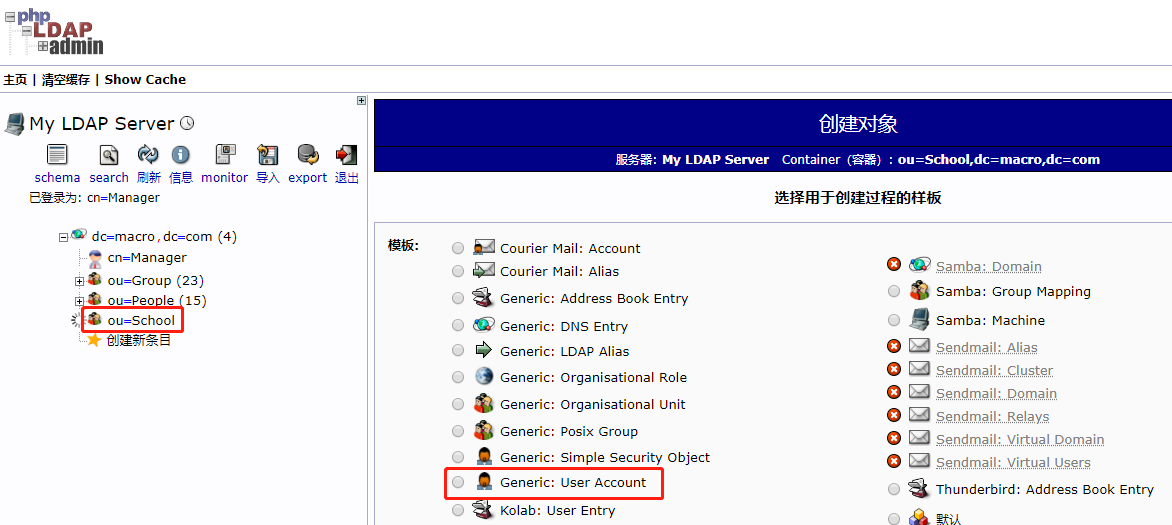 php
LDAP
admin
主页 | 清空缓存 | Show Cache
My LDAP Server
schema search 刷新 信息 monitor 导入 export 退出
已登录为: cn=Manager
dc=macro,dc=com (4)
cn=Manager
ou=Group (23)
ou=People (15)
ou=School
创建新条目
创建对象
服务器: My LDAP Server Container (容器) : ou=School,dc=macro,dc=com
选择用于创建过程的样板
模板:
Courier Mail: Account
Courier Mail: Alias
Generic: Address Book Entry
Generic: DNS Entry
Generic: LDAP Alias
Generic: Organisational Role
Generic: Organisational Unit
Generic: Posix Group
Generic: Simple Security Object
Generic: User Account
Kolab: User Entry
Samba: Domain
Samba: Group Mapping
Samba: Machine
Sendmail: Alias
Sendmail: Cluster
Sendmail: Domain
Sendmail: Relays
Sendmail: Virtual Domain
Sendmail: Virtual Users
Thunderbird: Address Book Entry
默认